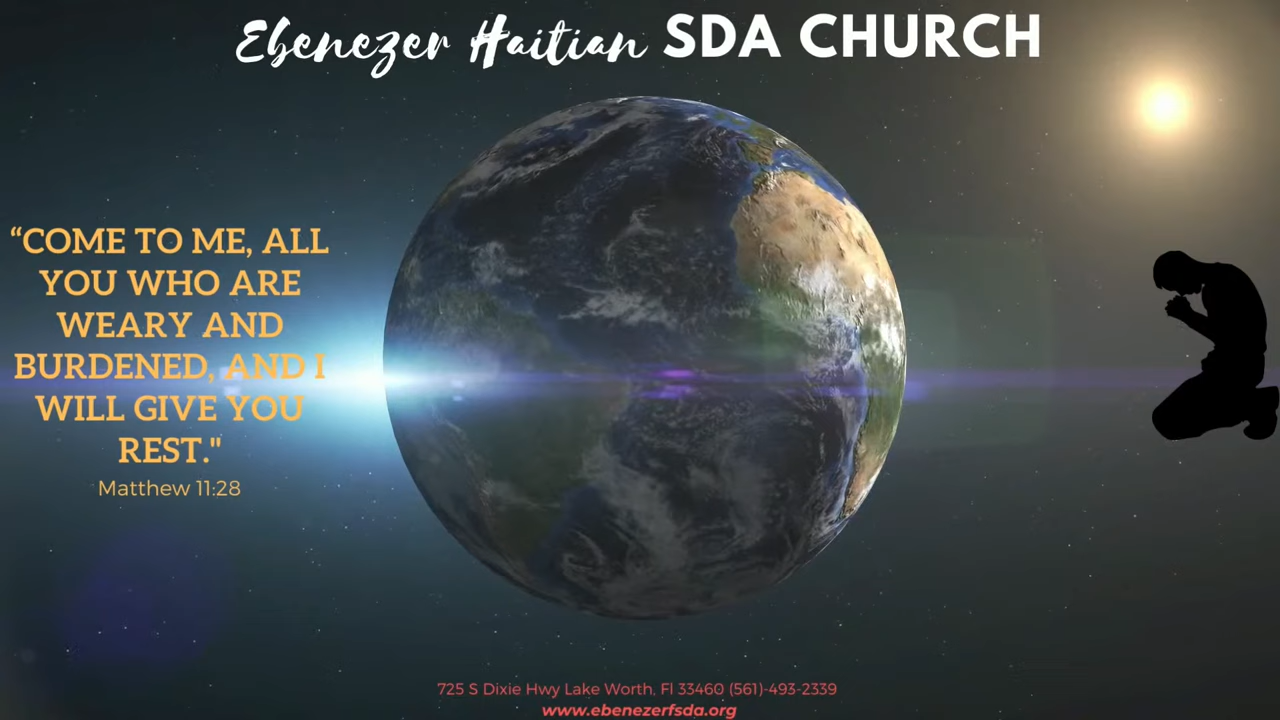 Ebenezer Haitian SDA CHURCH
“COME TO ME, ALL
YOU WHO ARE
WEARY AND
BURDENED, AND I
WILL GIVE YOU
REST."
Matthew 11:28
725 S Dixie Hwy Lake Worth, Fl 33460 (561)-493-2339
www.ebenezerfsda.org